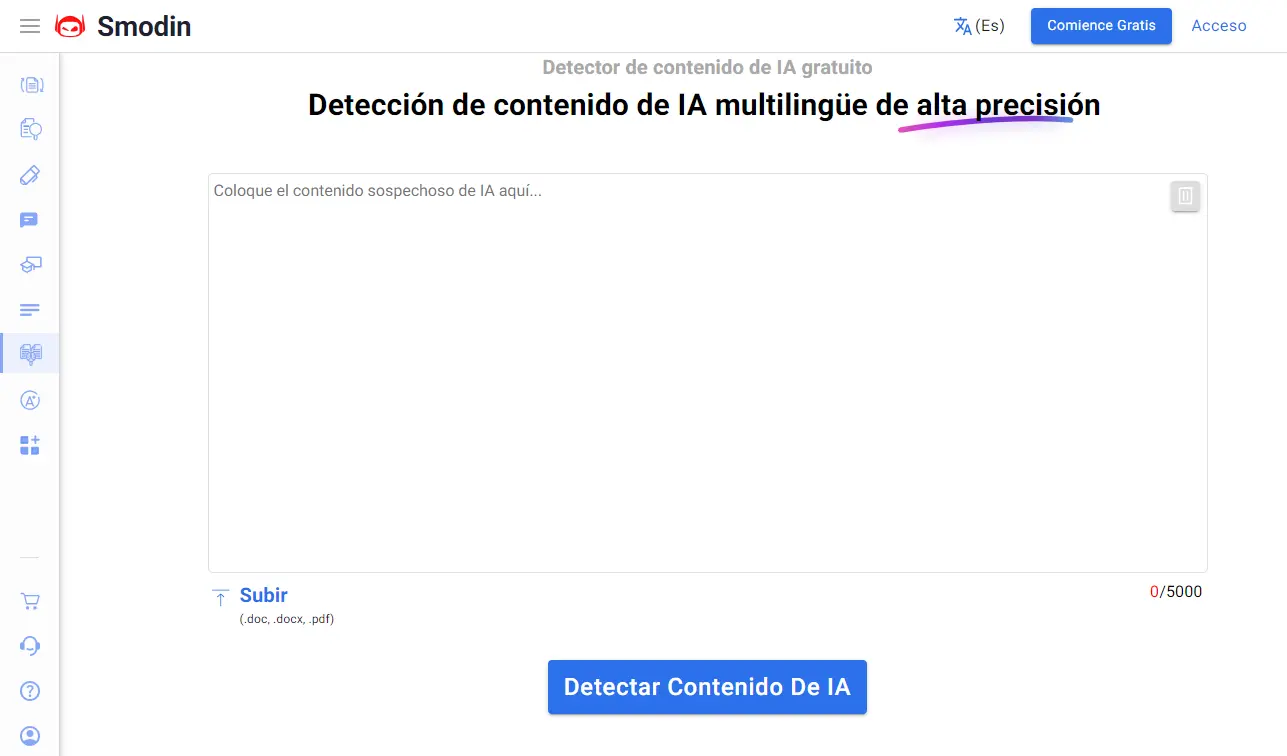 Smodin
(Es)
Comience Gratis
Acceso
Detector de contenido de IA gratuito
Detección de contenido de IA multilingüe de alta precisión
Coloque el contenido sospechoso de IA aquí...
Subir
0/5000
(.doc, .docx, .pdf)
Detectar Contenido De IA